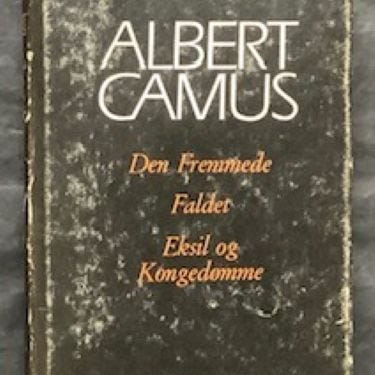 ALBERT
CAMUS
Den Fremmede
Faldet
Eksil og
Kongedømme